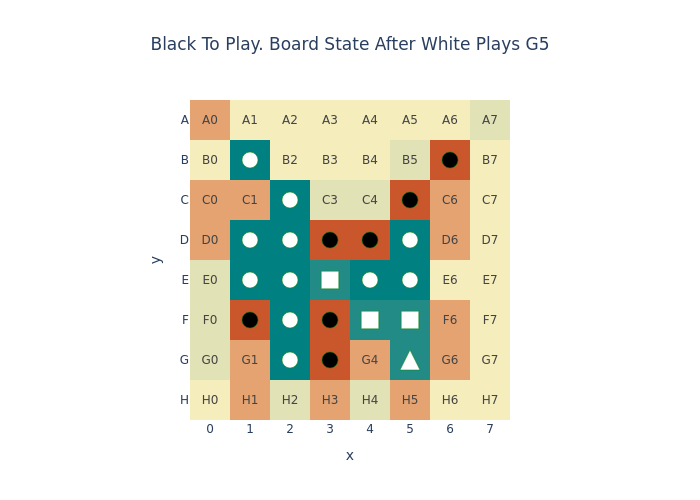 Black To Play. Board State After White Plays G5
A A0 A1 A2 A3 A4 A5 A6 A7
B B0 B2 B3 B4 B5 B7
C C0 C1 C3 C4 C6 C7
D D0 D6 D7
y
E E0 E6 E7
F F0 F6 F7
G G0 G1 G4 G6 G7
H H0 H1 H2 H3 H4 H5 H6 H7
0 1 2 3 4 5 6 7
x